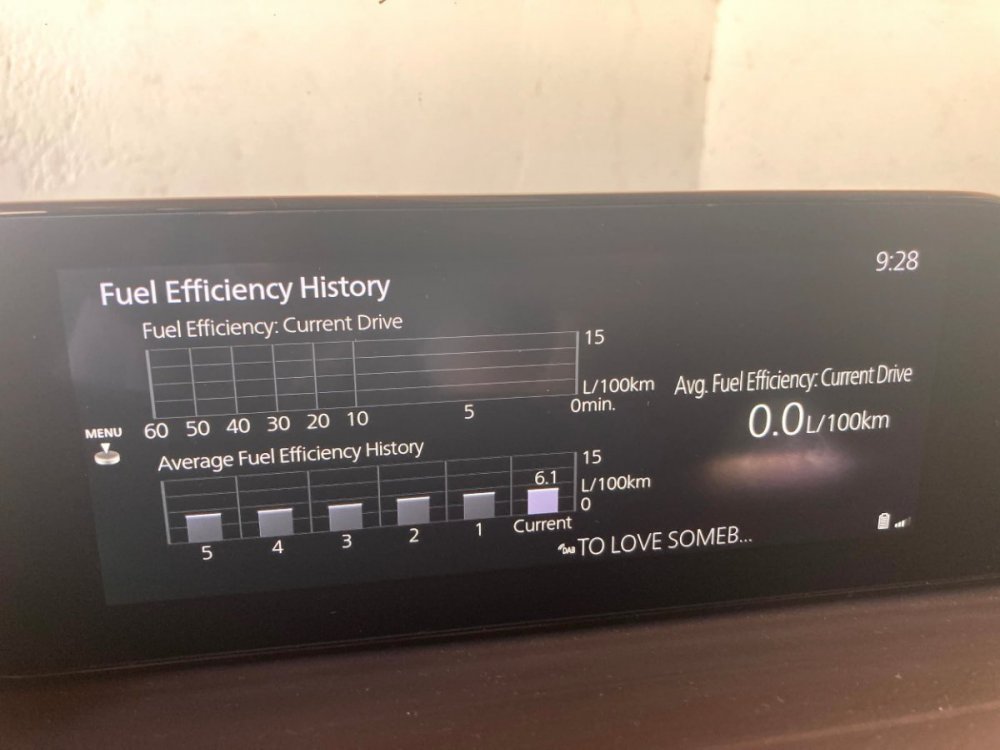 9:28
Fuel Efficiency History
Fuel Efficiency: Current Drive
15
L/100km
0min.
60 50 40 30 20 10 5
Avg. Fuel Efficiency: Current Drive
0.0 L/100km
MENU
Average Fuel Efficiency History
15
6.1
L/100km
0
5 4 3 2 1 Current
DAB TO LOVE SOMEB...